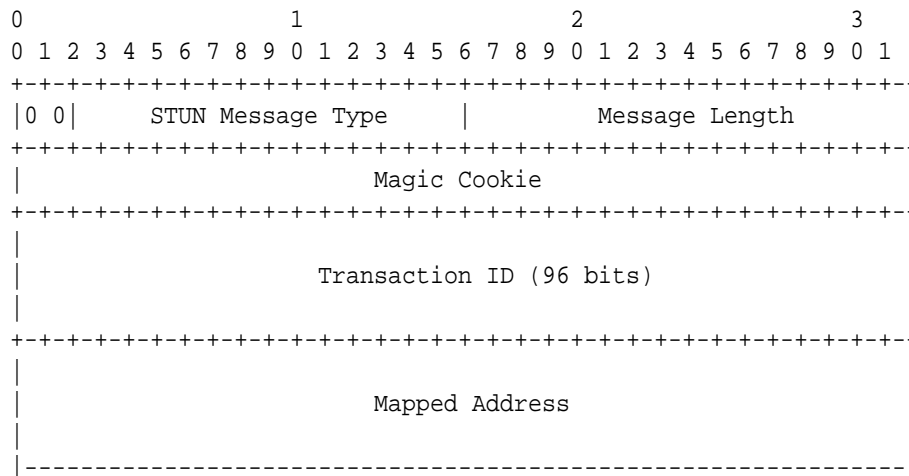 0 1 2 3
0 1 2 3 4 5 6 7 8 9 0 1 2 3 4 5 6 7 8 9 0 1 2 3 4 5 6 7 8 9 0 1
+-+-+-+-+-+-+-+-+-+-+-+-+-+-+-+-+-+-+-+-+-+-+-+-+-+-+-+-+-+-+-+-
|0 0| STUN Message Type | Message Length
+-+-+-+-+-+-+-+-+-+-+-+-+-+-+-+-+-+-+-+-+-+-+-+-+-+-+-+-+-+-+-+-
| Magic Cookie
+-+-+-+-+-+-+-+-+-+-+-+-+-+-+-+-+-+-+-+-+-+-+-+-+-+-+-+-+-+-+-+-
|
| Transaction ID (96 bits)
|
+-+-+-+-+-+-+-+-+-+-+-+-+-+-+-+-+-+-+-+-+-+-+-+-+-+-+-+-+-+-+-+-
|
| Mapped Address
|
|---------------------------------------------------------------